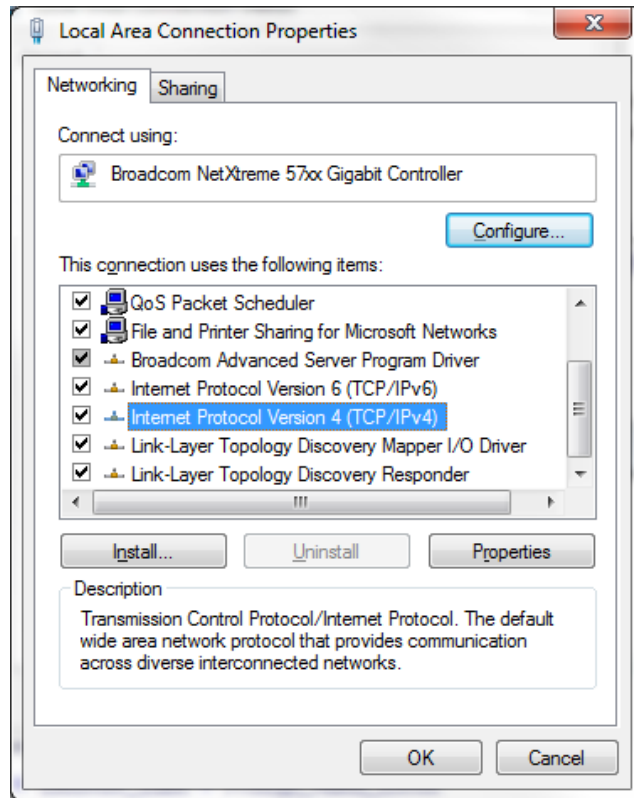 Local Area Connection Properties
Networking
Sharing
Connect using:
Broadcom NetXtreme 57xx Gigabit Controller
Configure...
This connection uses the following items:
QoS Packet Scheduler
File and Printer Sharing for Microsoft Networks
Broadcom Advanced Server Program Driver
Internet Protocol Version 6 (TCP/IPv6)
Internet Protocol Version 4 (TCP/IPv4)
Link-Layer Topology Discovery Mapper I/O Driver
Link-Layer Topology Discovery Responder
Install...
Uninstall
Properties
Description
Transmission Control Protocol/Internet Protocol. The default
wide area network protocol that provides communication
across diverse interconnected networks.
OK
Cancel